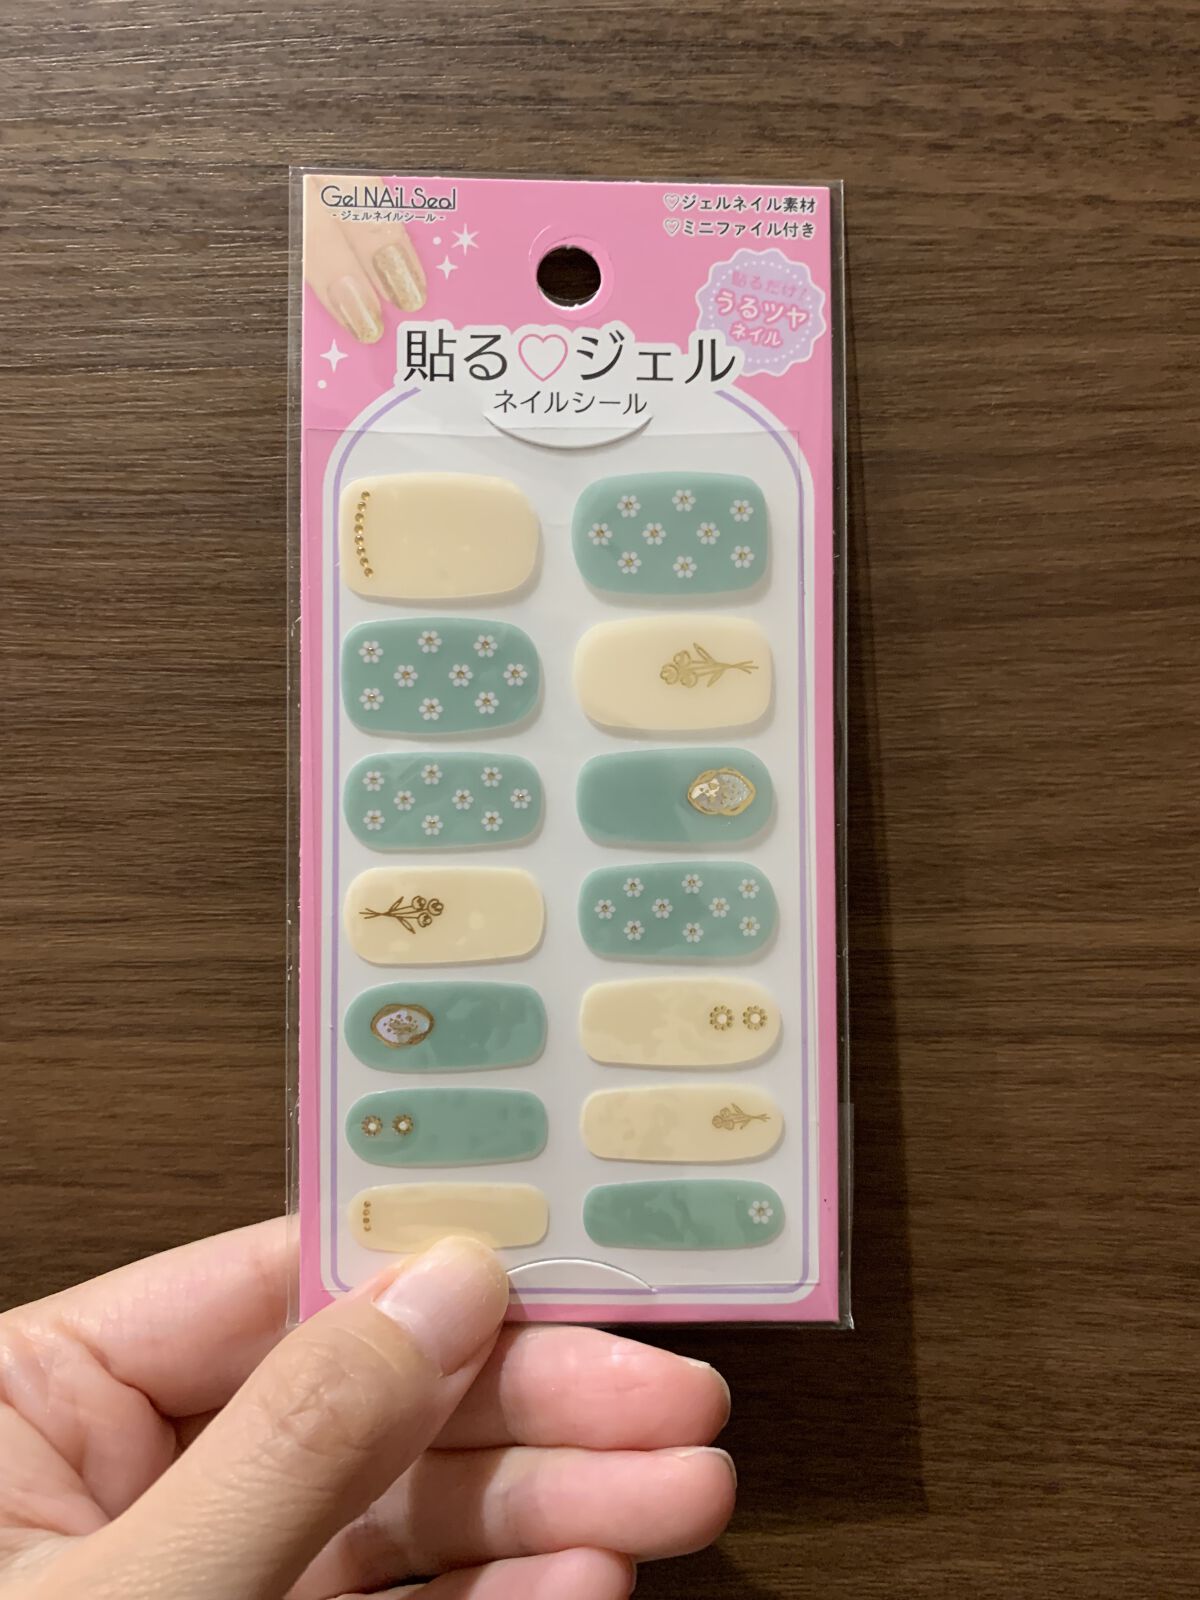 Gel NAiL Seal
- ジェルネイルシール -
♡ジェルネイル素材
♡ミニファイル付き
貼るだけ!
うるツヤ
ネイル
貼る♡ジェル
ネイルシール